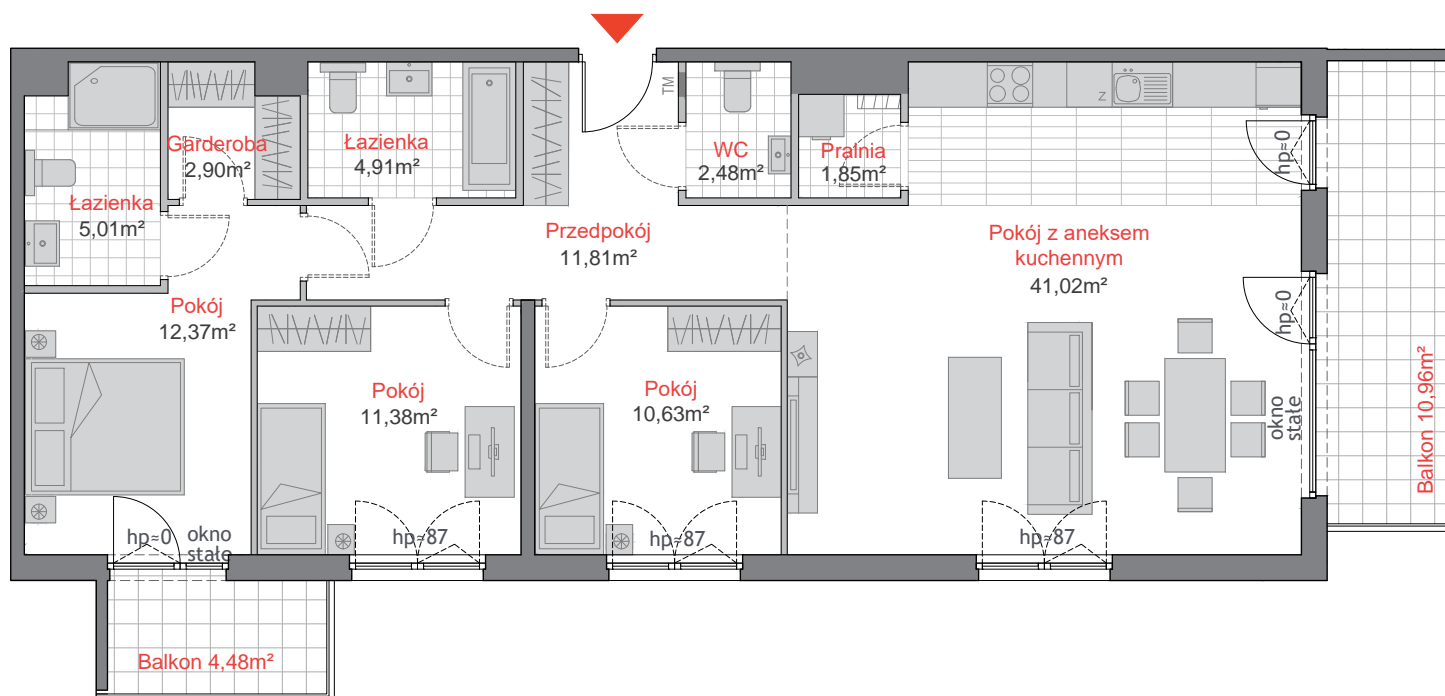 TM
Łazienka
5,01m²
Garderoba
2,90m²
Łazienka
4,91m²
WC
2,48m²
Pralnia
1,85m²
Z
Przedpokój
11,81m²
Pokój z aneksem
kuchennym
41,02m²
hp≈0
hp≈0
okno
stałe
Balkon 10,96m²
Pokój
12,37m²
Pokój
11,38m²
Pokój
10,63m²
hp≈0
okno
stałe
hp≈87
hp≈87
hp≈87
Balkon 4,48m²